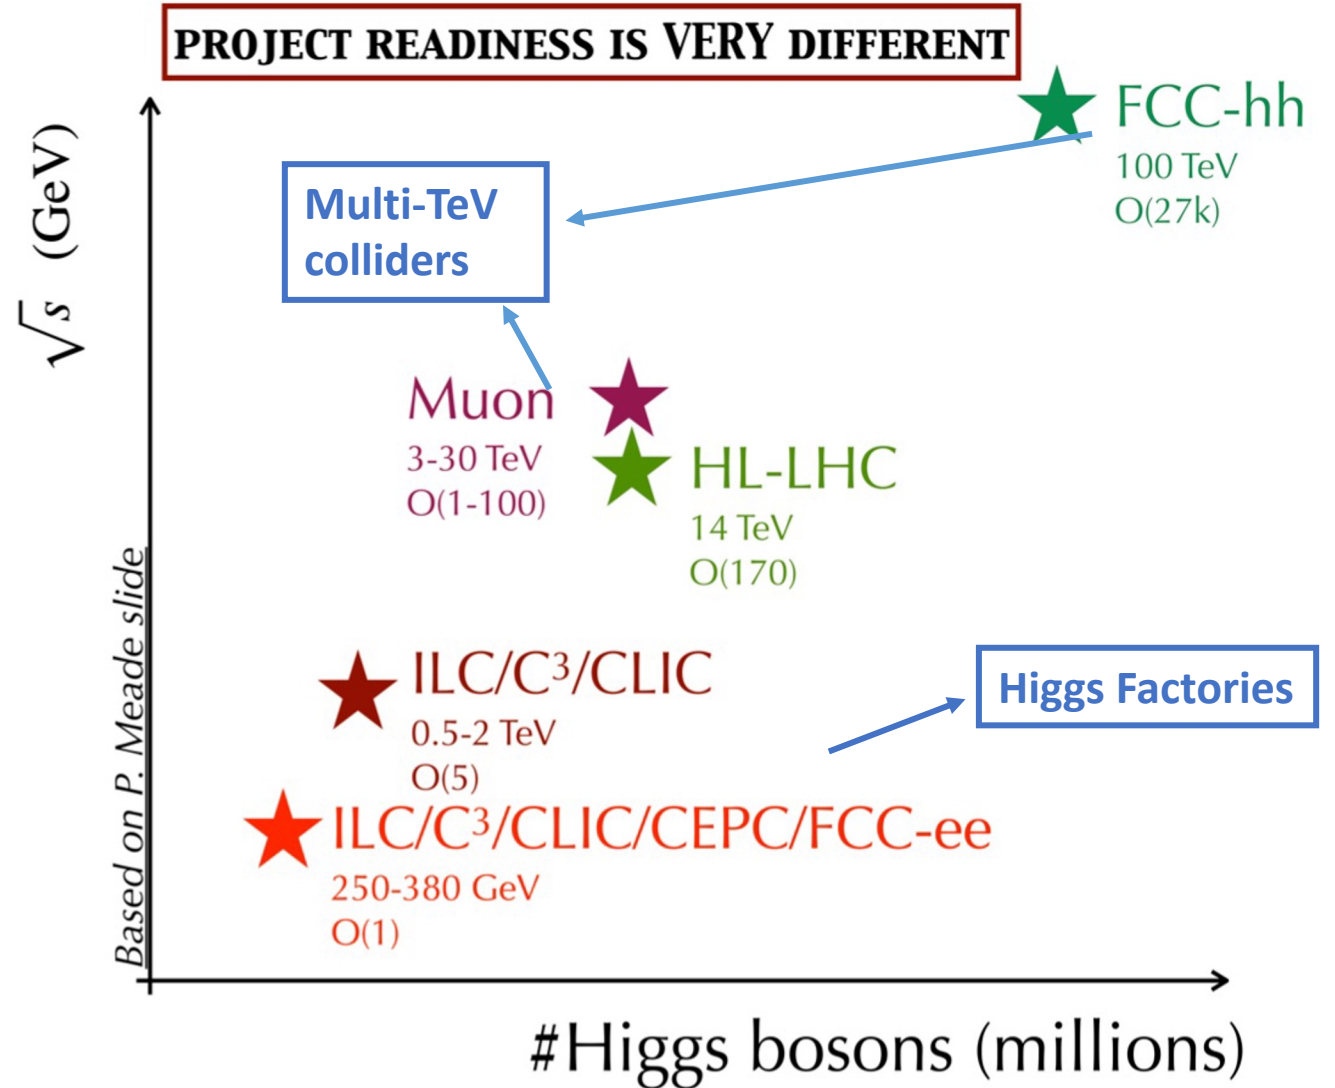 PROJECT READINESS IS VERY DIFFERENT
√s (GeV)
FCC-hh
100 TeV
O(27k)
Multi-TeV
colliders
Muon
3-30 TeV
O(1-100)
HL-LHC
14 TeV
O(170)
Based on P. Meade slide
ILC/C³/CLIC
0.5-2 TeV
O(5)
Higgs Factories
ILC/C³/CLIC/CEPC/FCC-ee
250-380 GeV
O(1)
#Higgs bosons (millions)